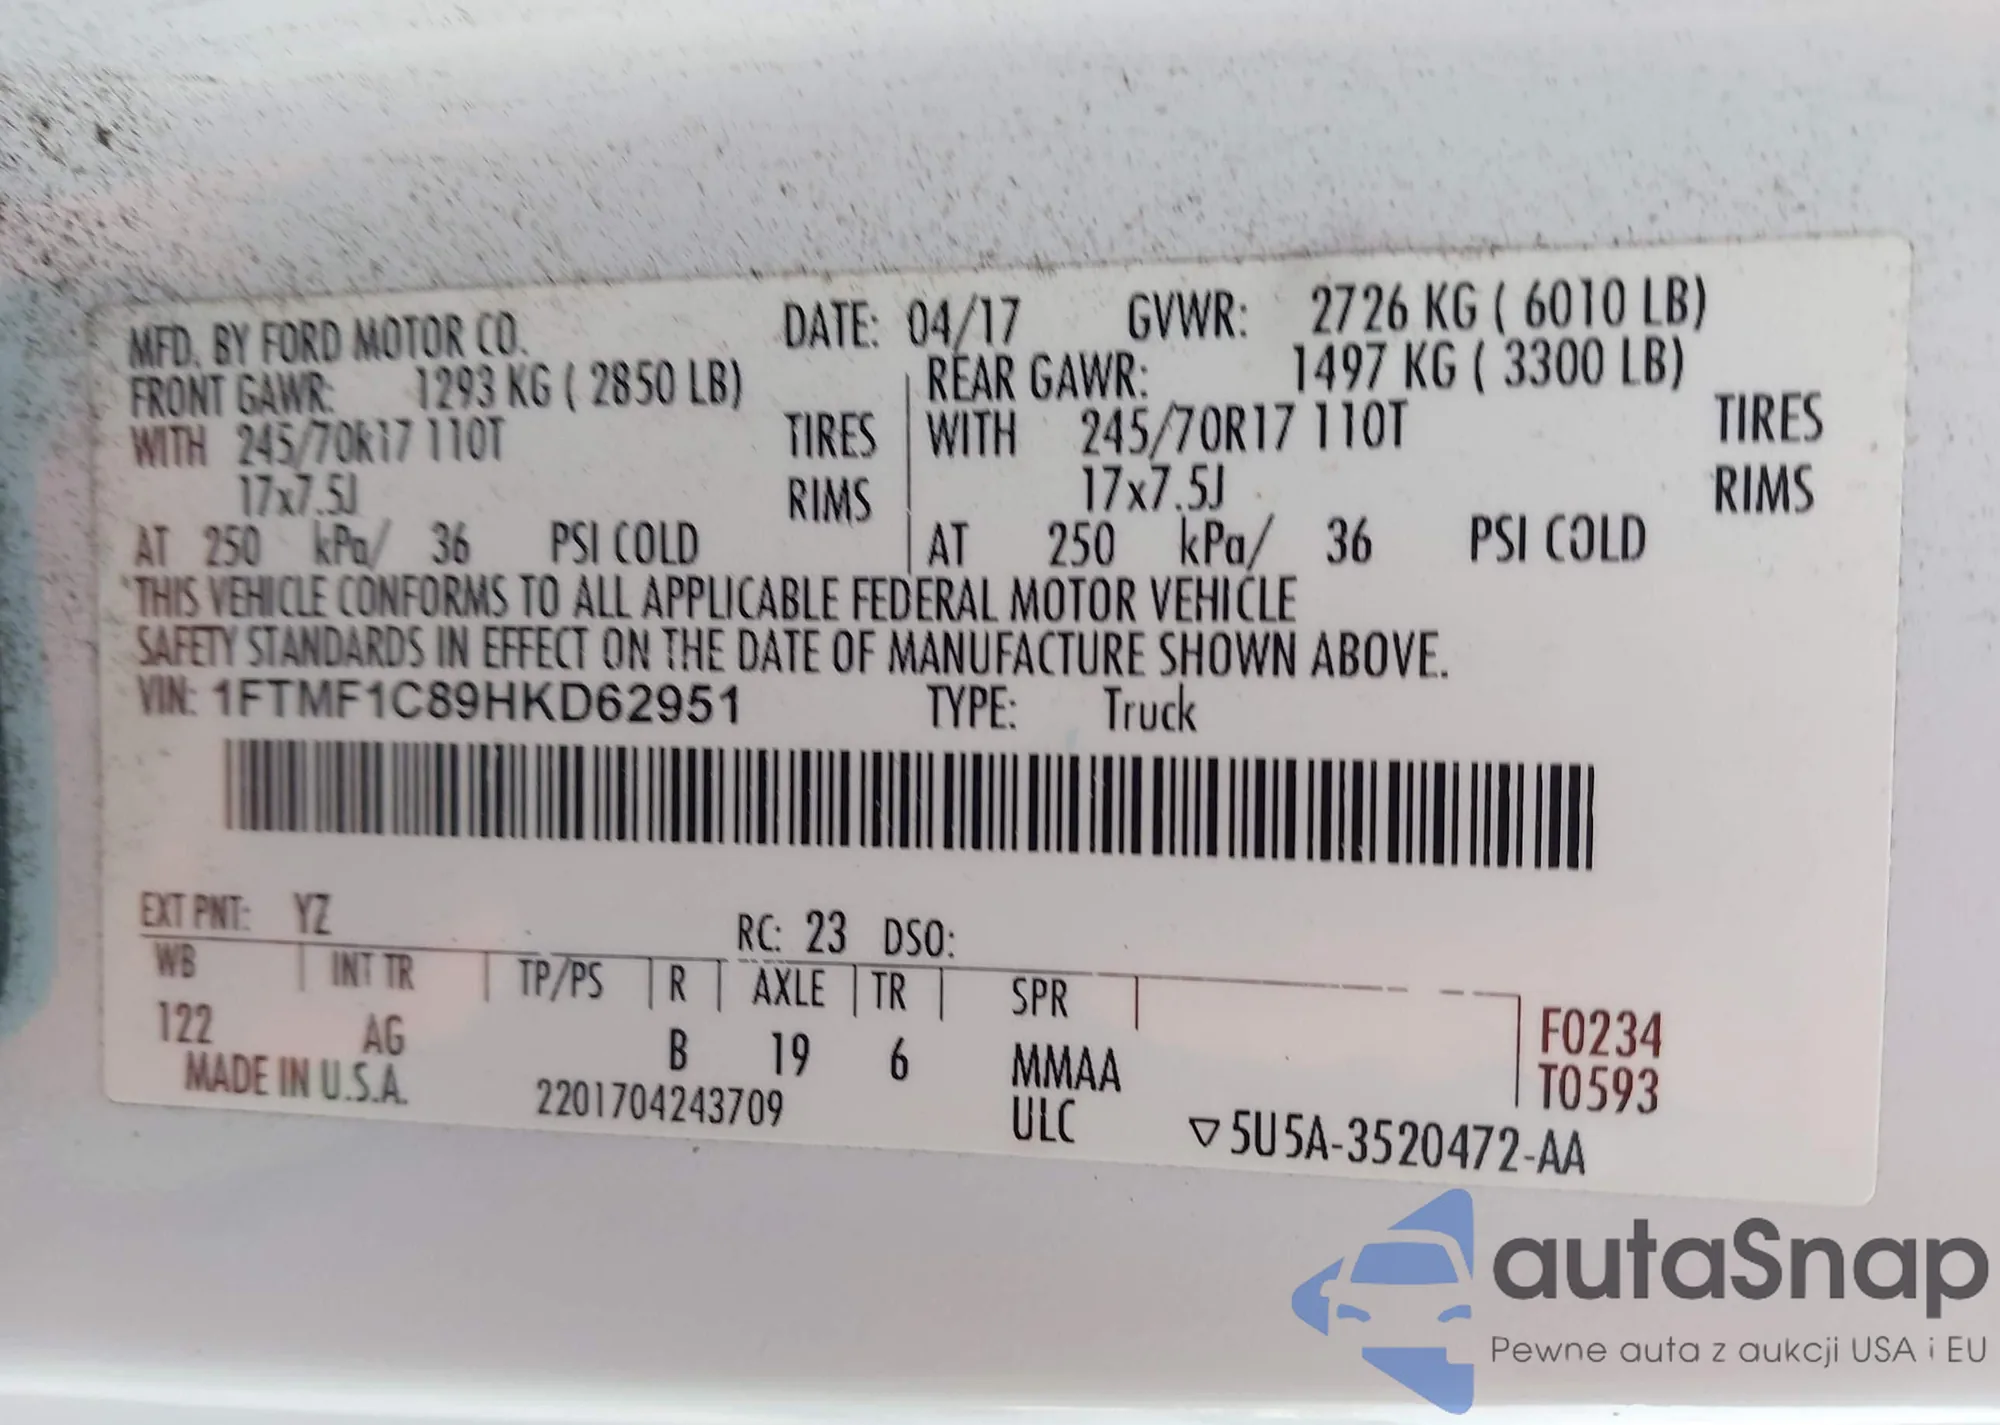 MFD. BY FORD MOTOR CO. DATE: 04/17 GVWR: 2726 KG ( 6010 LB)
FRONT GAWR: 1293 KG ( 2850 LB) REAR GAWR: 1497 KG ( 3300 LB)
WITH 245/70R17 110T TIRES WITH 245/70R17 110T TIRES
17x7.5J RIMS 17x7.5J RIMS
AT 250 kPa/ 36 PSI COLD AT 250 kPa/ 36 PSI COLD
THIS VEHICLE CONFORMS TO ALL APPLICABLE FEDERAL MOTOR VEHICLE
SAFETY STANDARDS IN EFFECT ON THE DATE OF MANUFACTURE SHOWN ABOVE.
VIN: 1FTMF1C89HKD62951 TYPE: Truck
EXT PNT: YZ RC: 23 DSO:
WB INT TR TP/PS R AXLE TR SPR
122 AG B 19 6 MMAA F0234
MADE IN U.S.A. 2201704243709 ULC T0593
▽5U5A-3520472-AA
autaSnap
Pewne auta z aukcji USA i EU